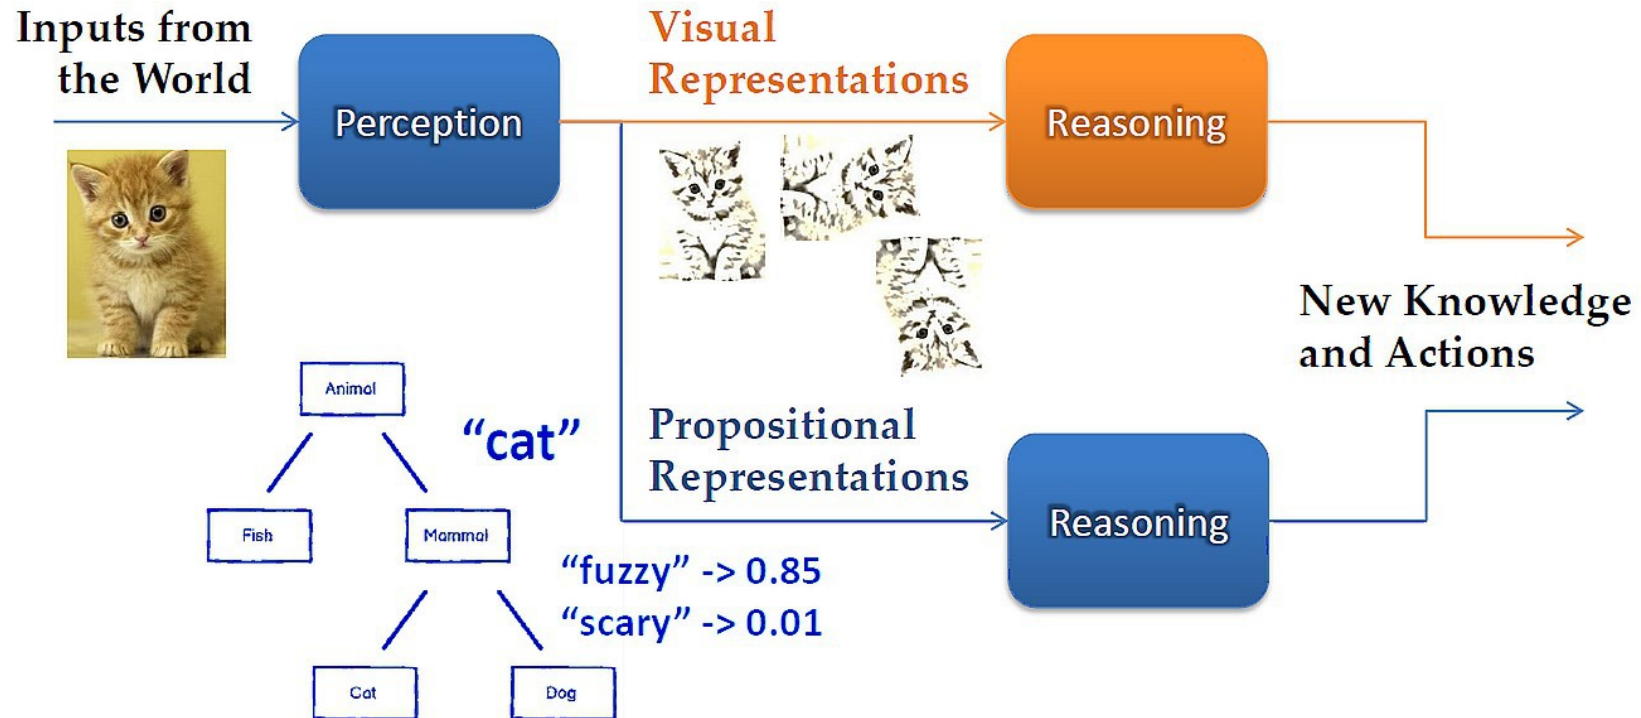 Inputs from
the World
Perception
Visual
Representations
Reasoning
New Knowledge
and Actions
Propositional
Representations
Reasoning
Animal
“cat”
Fish
Mammal
“fuzzy” -> 0.85
“scary” -> 0.01
Cat
Dog